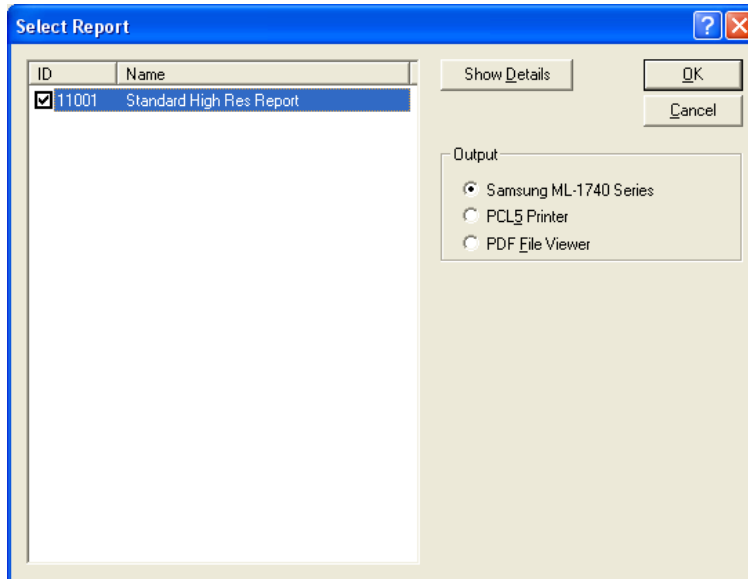 Select Report
ID Name
11001 Standard High Res Report
Show Details
OK
Cancel
Output
Samsung ML-1740 Series
PCL5 Printer
PDF File Viewer